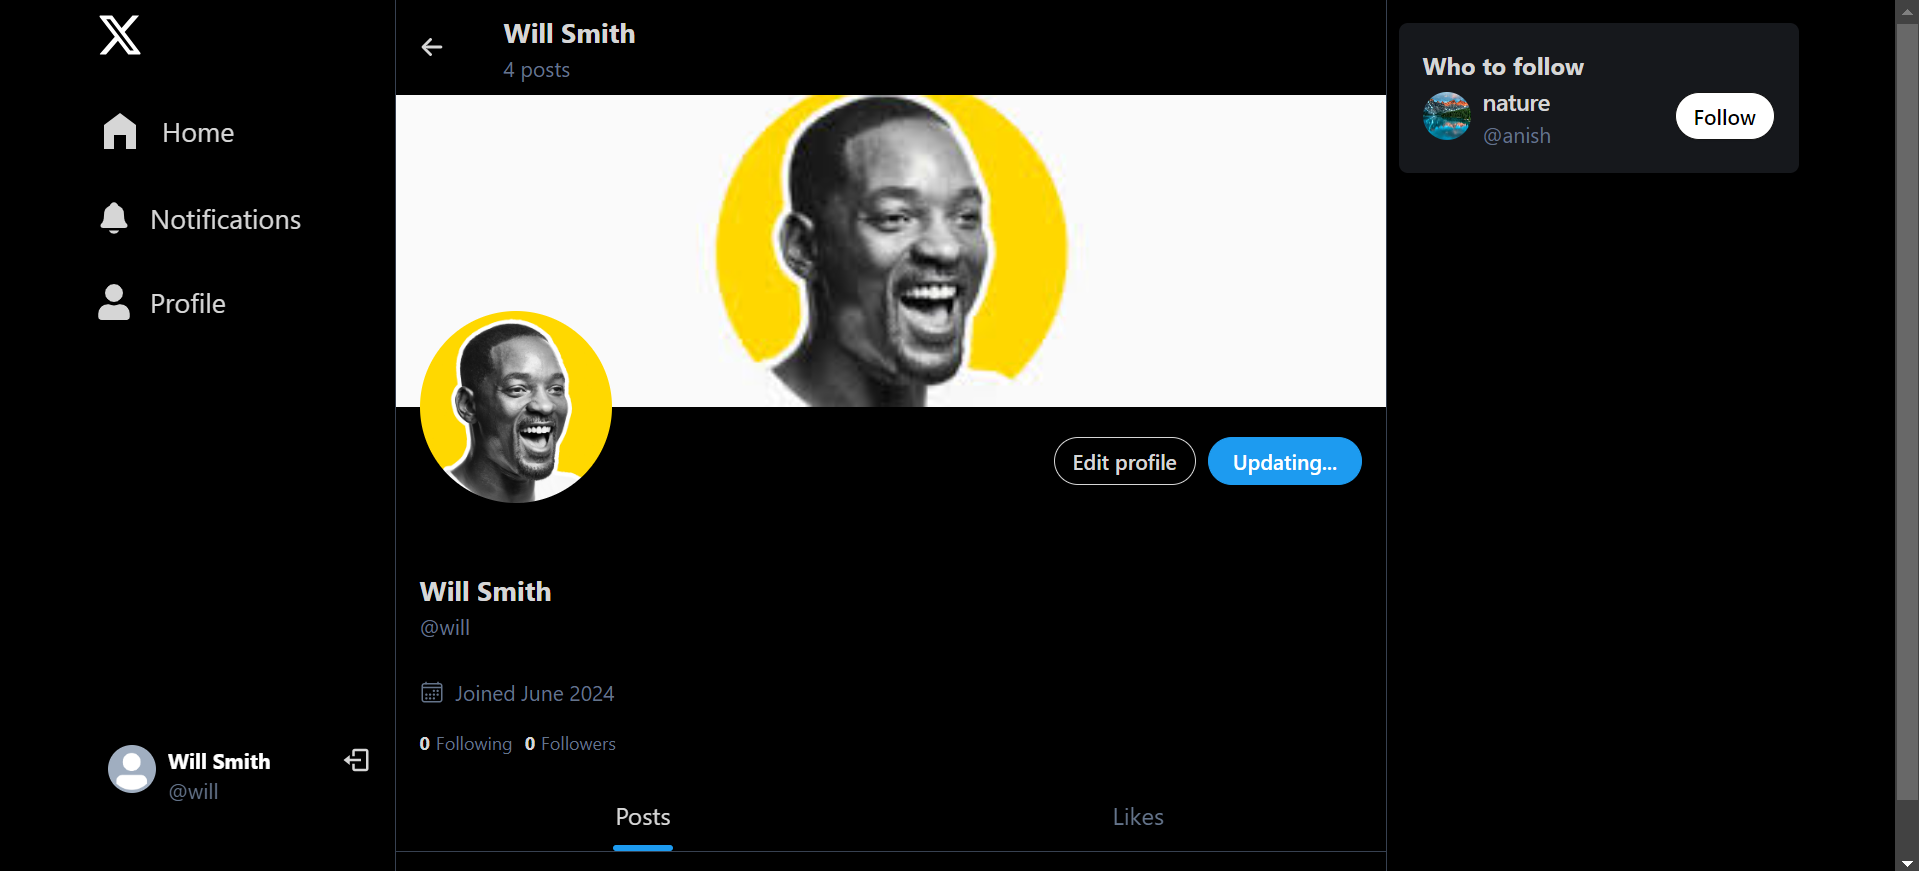 Home
Notifications
Profile
Will Smith
@will
Will Smith
4 posts
Edit profile
Updating...
Will Smith
@will
Joined June 2024
0 Following 0 Followers
Posts
Likes
Who to follow
nature
@anish
Follow